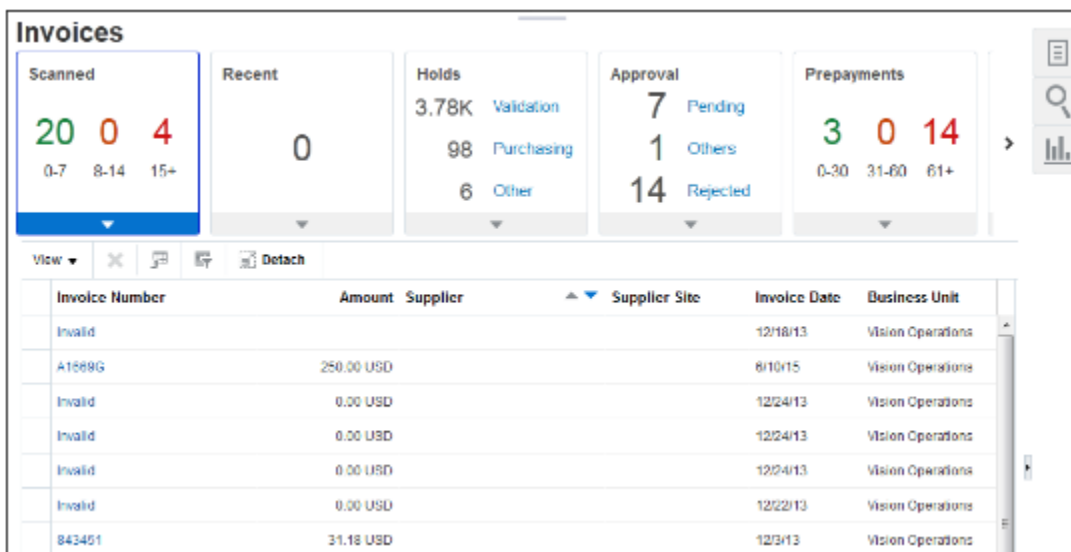 Invoices
Scanned Recent Holds Approval Prepayments
20 0 4
0-7 8-14 15+
0
3.78K Validation
98 Purchasing
6 Other
7 Pending
1 Others
14 Rejected
3 0 14
0-30 31-60 61+
View Detach
Invoice Number Amount Supplier Supplier Site Invoice Date Business Unit
Invalid 12/18/13 Vision Operations
A1669G 250.00 USD 6/10/15 Vision Operations
Invalid 0.00 USD 12/24/13 Vision Operations
Invalid 0.00 USD 12/24/13 Vision Operations
Invalid 0.00 USD 12/24/13 Vision Operations
Invalid 0.00 USD 12/22/13 Vision Operations
843451 31.18 USD 12/3/13 Vision Operations